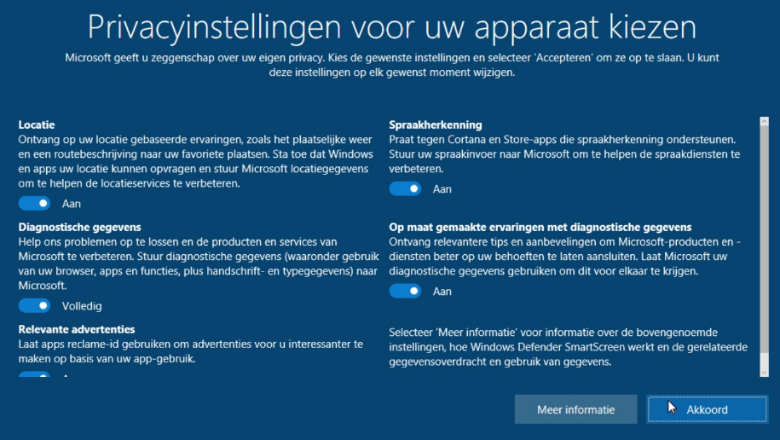 Privacyinstellingen voor uw apparaat kiezen
Microsoft geeft u zeggenschap over uw eigen privacy. Kies de gewenste instellingen en selecteer 'Accepteren' om ze op te slaan. U kunt
deze instellingen op elk gewenst moment wijzigen.
Locatie
Ontvang op uw locatie gebaseerde ervaringen, zoals het plaatselijke weer
en een routebeschrijving naar uw favoriete plaatsen. Sta toe dat Windows
en apps uw locatie kunnen opvragen en stuur Microsoft locatiegegevens
om te helpen de locatieservices te verbeteren.
Aan
Diagnostische gegevens
Help ons problemen op te lossen en de producten en services van
Microsoft te verbeteren. Stuur diagnostische gegevens (waaronder gebruik
van uw browser, apps en functies, plus handschrift- en typegegevens) naar
Microsoft.
Volledig
Relevante advertenties
Laat apps reclame-id gebruiken om advertenties voor u interessanter te
maken op basis van uw app-gebruik.
Spraakherkenning
Praat tegen Cortana en Store-apps die spraakherkenning ondersteunen.
Stuur uw spraakinvoer naar Microsoft om te helpen de spraakdiensten te
verbeteren.
Aan
Op maat gemaakte ervaringen met diagnostische gegevens
Ontvang relevantere tips en aanbevelingen om Microsoft-producten en -
diensten beter op uw behoeften te laten aansluiten. Laat Microsoft uw
diagnostische gegevens gebruiken om dit voor elkaar te krijgen.
Aan
Selecteer 'Meer informatie' voor informatie over de bovengenoemde
instellingen, hoe Windows Defender SmartScreen werkt en de gerelateerde
gegevensoverdracht en gebruik van gegevens.
Meer informatie
Akkoord